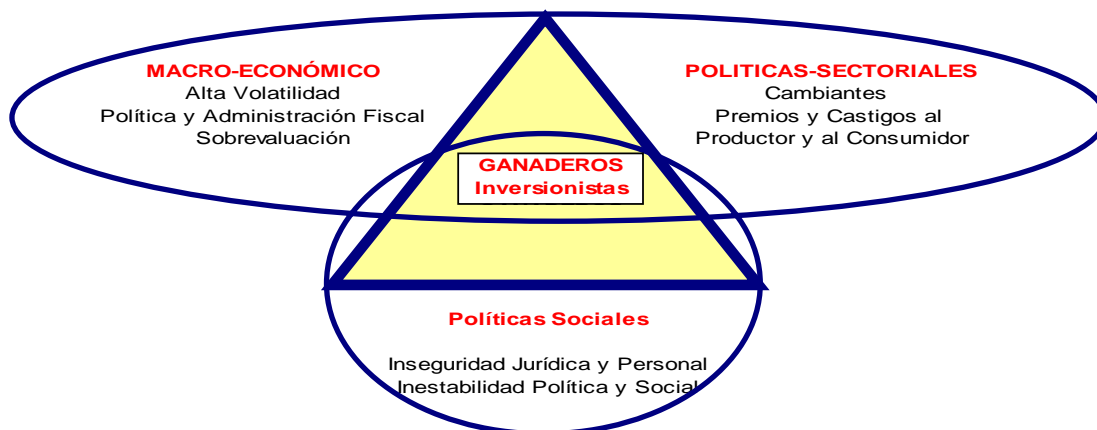 MACRO-ECONÓMICO
Alta Volatilidad
Política y Administración Fiscal
Sobrevaluación
POLITICAS-SECTORIALES
Cambiantes
Premios y Castigos al
Productor y al Consumidor
GANADEROS
Inversionistas
Políticas Sociales
Inseguridad Jurídica y Personal
Inestabilidad Política y Social